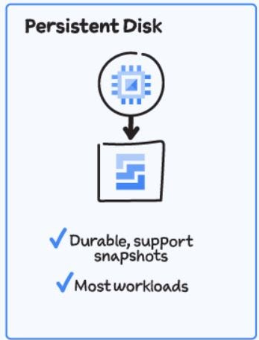 Persistent Disk
Durable, support
snapshots
Most workloads